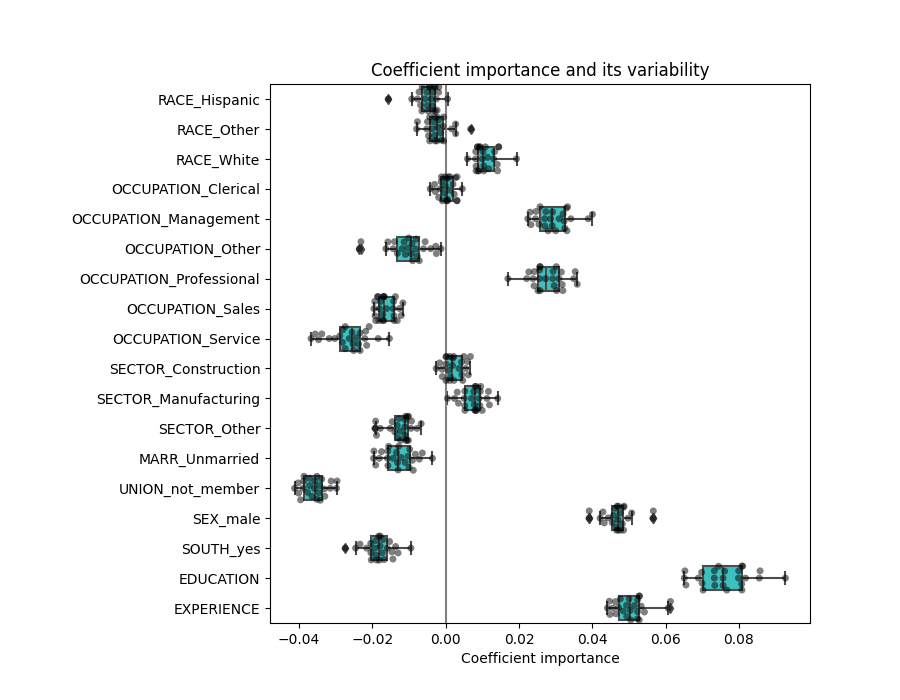 Coefficient importance and its variability
RACE_Hispanic
RACE_Other
RACE_White
OCCUPATION_Clerical
OCCUPATION_Management
OCCUPATION_Other
OCCUPATION_Professional
OCCUPATION_Sales
OCCUPATION_Service
SECTOR_Construction
SECTOR_Manufacturing
SECTOR_Other
MARR_Unmarried
UNION_not_member
SEX_male
SOUTH_yes
EDUCATION
EXPERIENCE
−0.04 −0.02 0.00 0.02 0.04 0.06 0.08
Coefficient importance